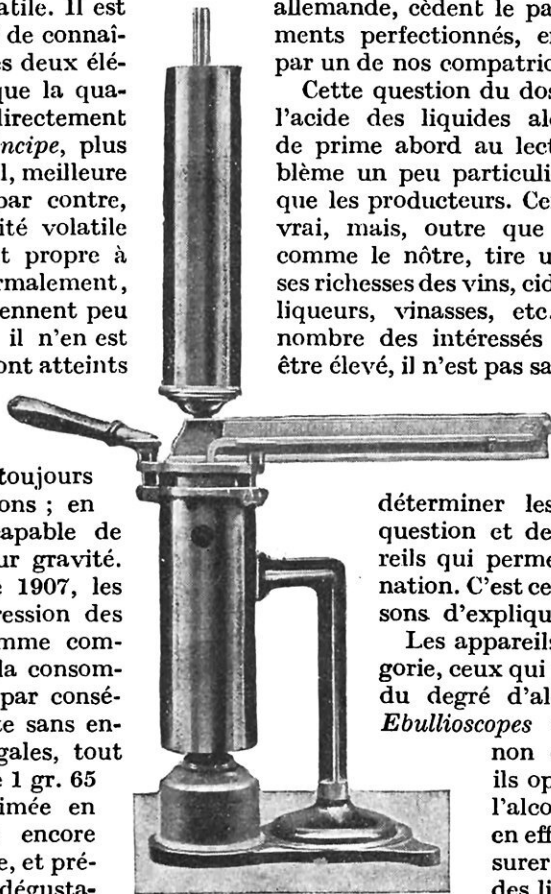 atile. Il est
de connaî-
s deux élé-
que la qua-
directement
ncipe, plus
l, meilleure
par contre,
ité volatile
t propre à
rmalement,
ennent peu
il n'en est
ont atteints
toujours
ons ; en
apable de
ur gravité.
e 1907, les
ression des
mme com-
la consom-
par consé-
te sans en-
gales, tout
e 1 gr. 65
imée en
encore
e, et pré-
dégusta-
allemande, cèdent le pa
ments perfectionnés, e
par un de nos compatric
Cette question du dos
l'acide des liquides al
de prime abord au lect
blème un peu particuli
que les producteurs. Ce
vrai, mais, outre que
comme le nôtre, tire u
ses richesses des vins, cid
liqueurs, vinasses, etc.
nombre des intéressés
être élevé, il n'est pas sa
déterminer les
question et de
reils qui perme
nation. C'est ce
sons d'explique
Les appareils
gorie, ceux qui
du degré d'al
Ebullioscopes
non
ils op
l'alco
en eff
surer
des li